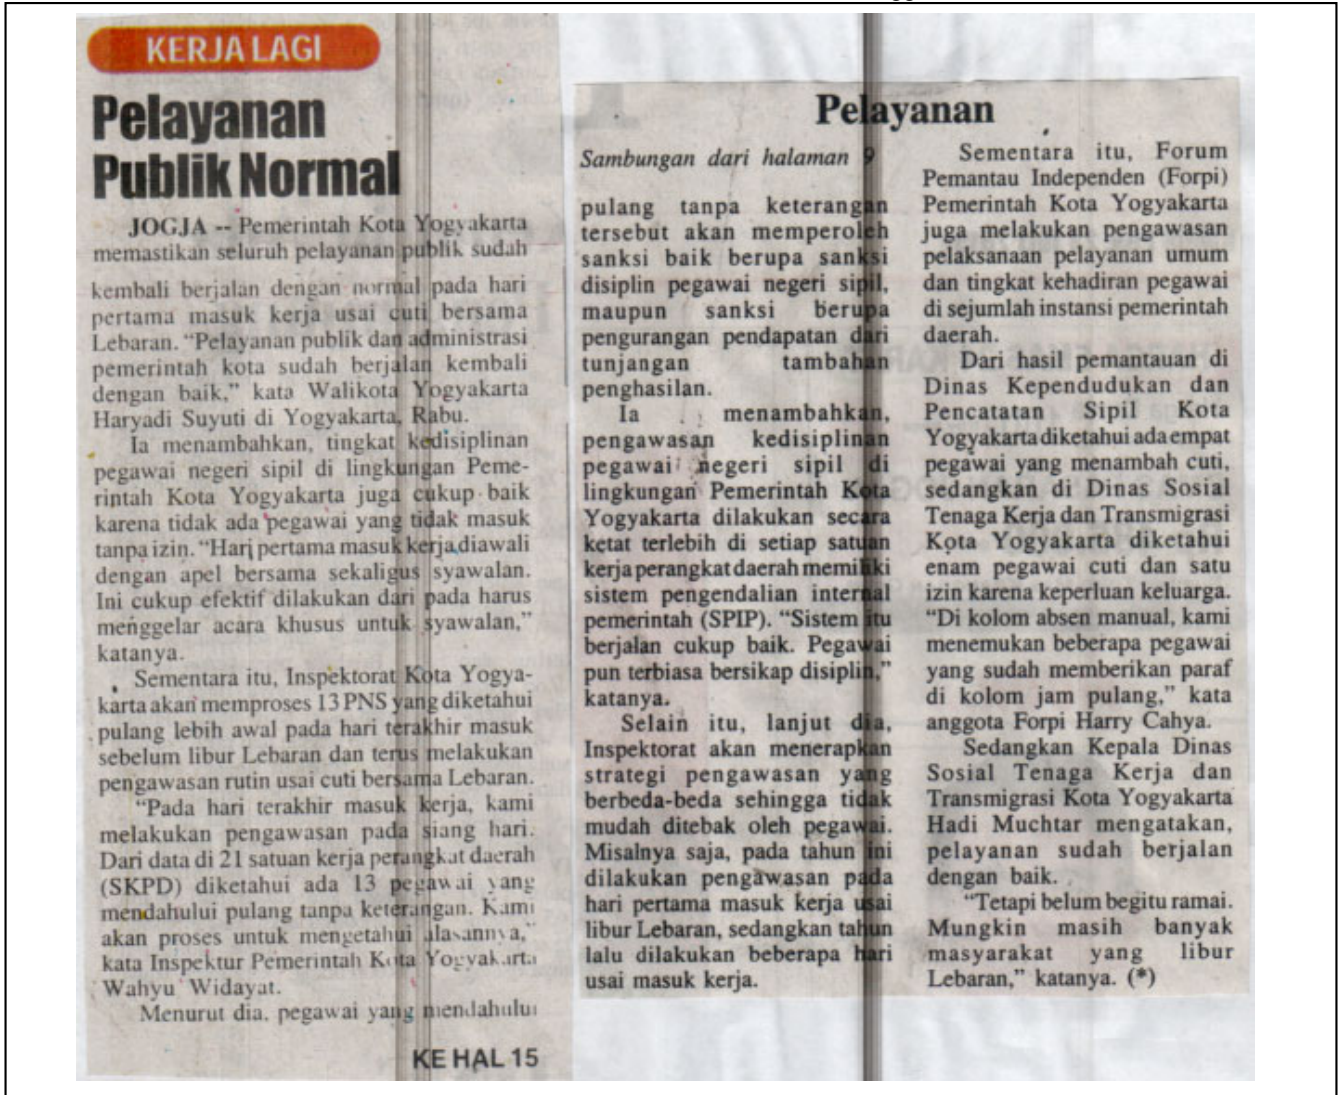 KERJA LAGI
Pelayanan
Publik Normal
JOGJA -- Pemerintah Kota Yogyakarta
memastikan seluruh pelayanan publik sudah
kembali berjalan dengan normal pada hari
pertama masuk kerja usai cuti bersama
Lebaran. “Pelayanan publik dan administrasi
pemerintah kota sudah berjalan kembali
dengan baik,” kata Walikota Yogyakarta
Haryadi Suyuti di Yogyakarta, Rabu.
Ia menambahkan, tingkat kedisiplinan
pegawai negeri sipil di lingkungan Peme-
rintah Kota Yogyakarta juga cukup baik
karena tidak ada pegawai yang tidak masuk
tanpa izin. “Hari pertama masuk kerja diawali
dengan apel bersama sekaligus syawalan.
Ini cukup efektif dilakukan dari pada harus
menggelar acara khusus untuk syawalan,”
katanya.
Sementara itu, Inspektorat Kota Yogya-
karta akan memproses 13 PNS yang diketahui
pulang lebih awal pada hari terakhir masuk
sebelum libur Lebaran dan terus melakukan
pengawasan rutin usai cuti bersama Lebaran.
“Pada hari terakhir masuk kerja, kami
melakukan pengawasan pada siang hari.
Dari data di 21 satuan kerja perangkat daerah
(SKPD) diketahui ada 13 pegawai yang
mendahului pulang tanpa keterangan. Kami
akan proses untuk mengetahui alasannya,”
kata Inspektur Pemerintah Kota Yogyakarta
Wahyu Widayat.
Menurut dia, pegawai yang mendahului
KE HAL 15
Pelayanan
Sambungan dari halaman 9
pulang tanpa keterangan
tersebut akan memperoleh
sanksi baik berupa sanksi
disiplin pegawai negeri sipil,
maupun sanksi berupa
pengurangan pendapatan dari
tunjangan tambahan
penghasilan.
Ia menambahkan,
pengawasan kedisiplinan
pegawai negeri sipil di
lingkungan Pemerintah Kota
Yogyakarta dilakukan secara
ketat terlebih di setiap satuan
kerja perangkat daerah memiliki
sistem pengendalian internal
pemerintah (SPIP). “Sistem itu
berjalan cukup baik. Pegawai
pun terbiasa bersikap disiplin,”
katanya.
Selain itu, lanjut dia,
Inspektorat akan menerapkan
strategi pengawasan yang
berbeda-beda sehingga tidak
mudah ditebak oleh pegawai.
Misalnya saja, pada tahun ini
dilakukan pengawasan pada
hari pertama masuk kerja usai
libur Lebaran, sedangkan tahun
lalu dilakukan beberapa hari
usai masuk kerja.
Sementara itu, Forum
Pemantau Independen (Forpi)
Pemerintah Kota Yogyakarta
juga melakukan pengawasan
pelaksanaan pelayanan umum
dan tingkat kehadiran pegawai
di sejumlah instansi pemerintah
daerah.
Dari hasil pemantauan di
Dinas Kependudukan dan
Pencatatan Sipil Kota
Yogyakarta diketahui ada empat
pegawai yang menambah cuti,
sedangkan di Dinas Sosial
Tenaga Kerja dan Transmigrasi
Kota Yogyakarta diketahui
enam pegawai cuti dan satu
izin karena keperluan keluarga.
“Di kolom absen manual, kami
menemukan beberapa pegawai
yang sudah memberikan paraf
di kolom jam pulang,” kata
anggota Forpi Harry Cahya.
Sedangkan Kepala Dinas
Sosial Tenaga Kerja dan
Transmigrasi Kota Yogyakarta
Hadi Muchtar mengatakan,
pelayanan sudah berjalan
dengan baik.
“Tetapi belum begitu ramai.
Mungkin masih banyak
masyarakat yang libur
Lebaran,” katanya. (*)